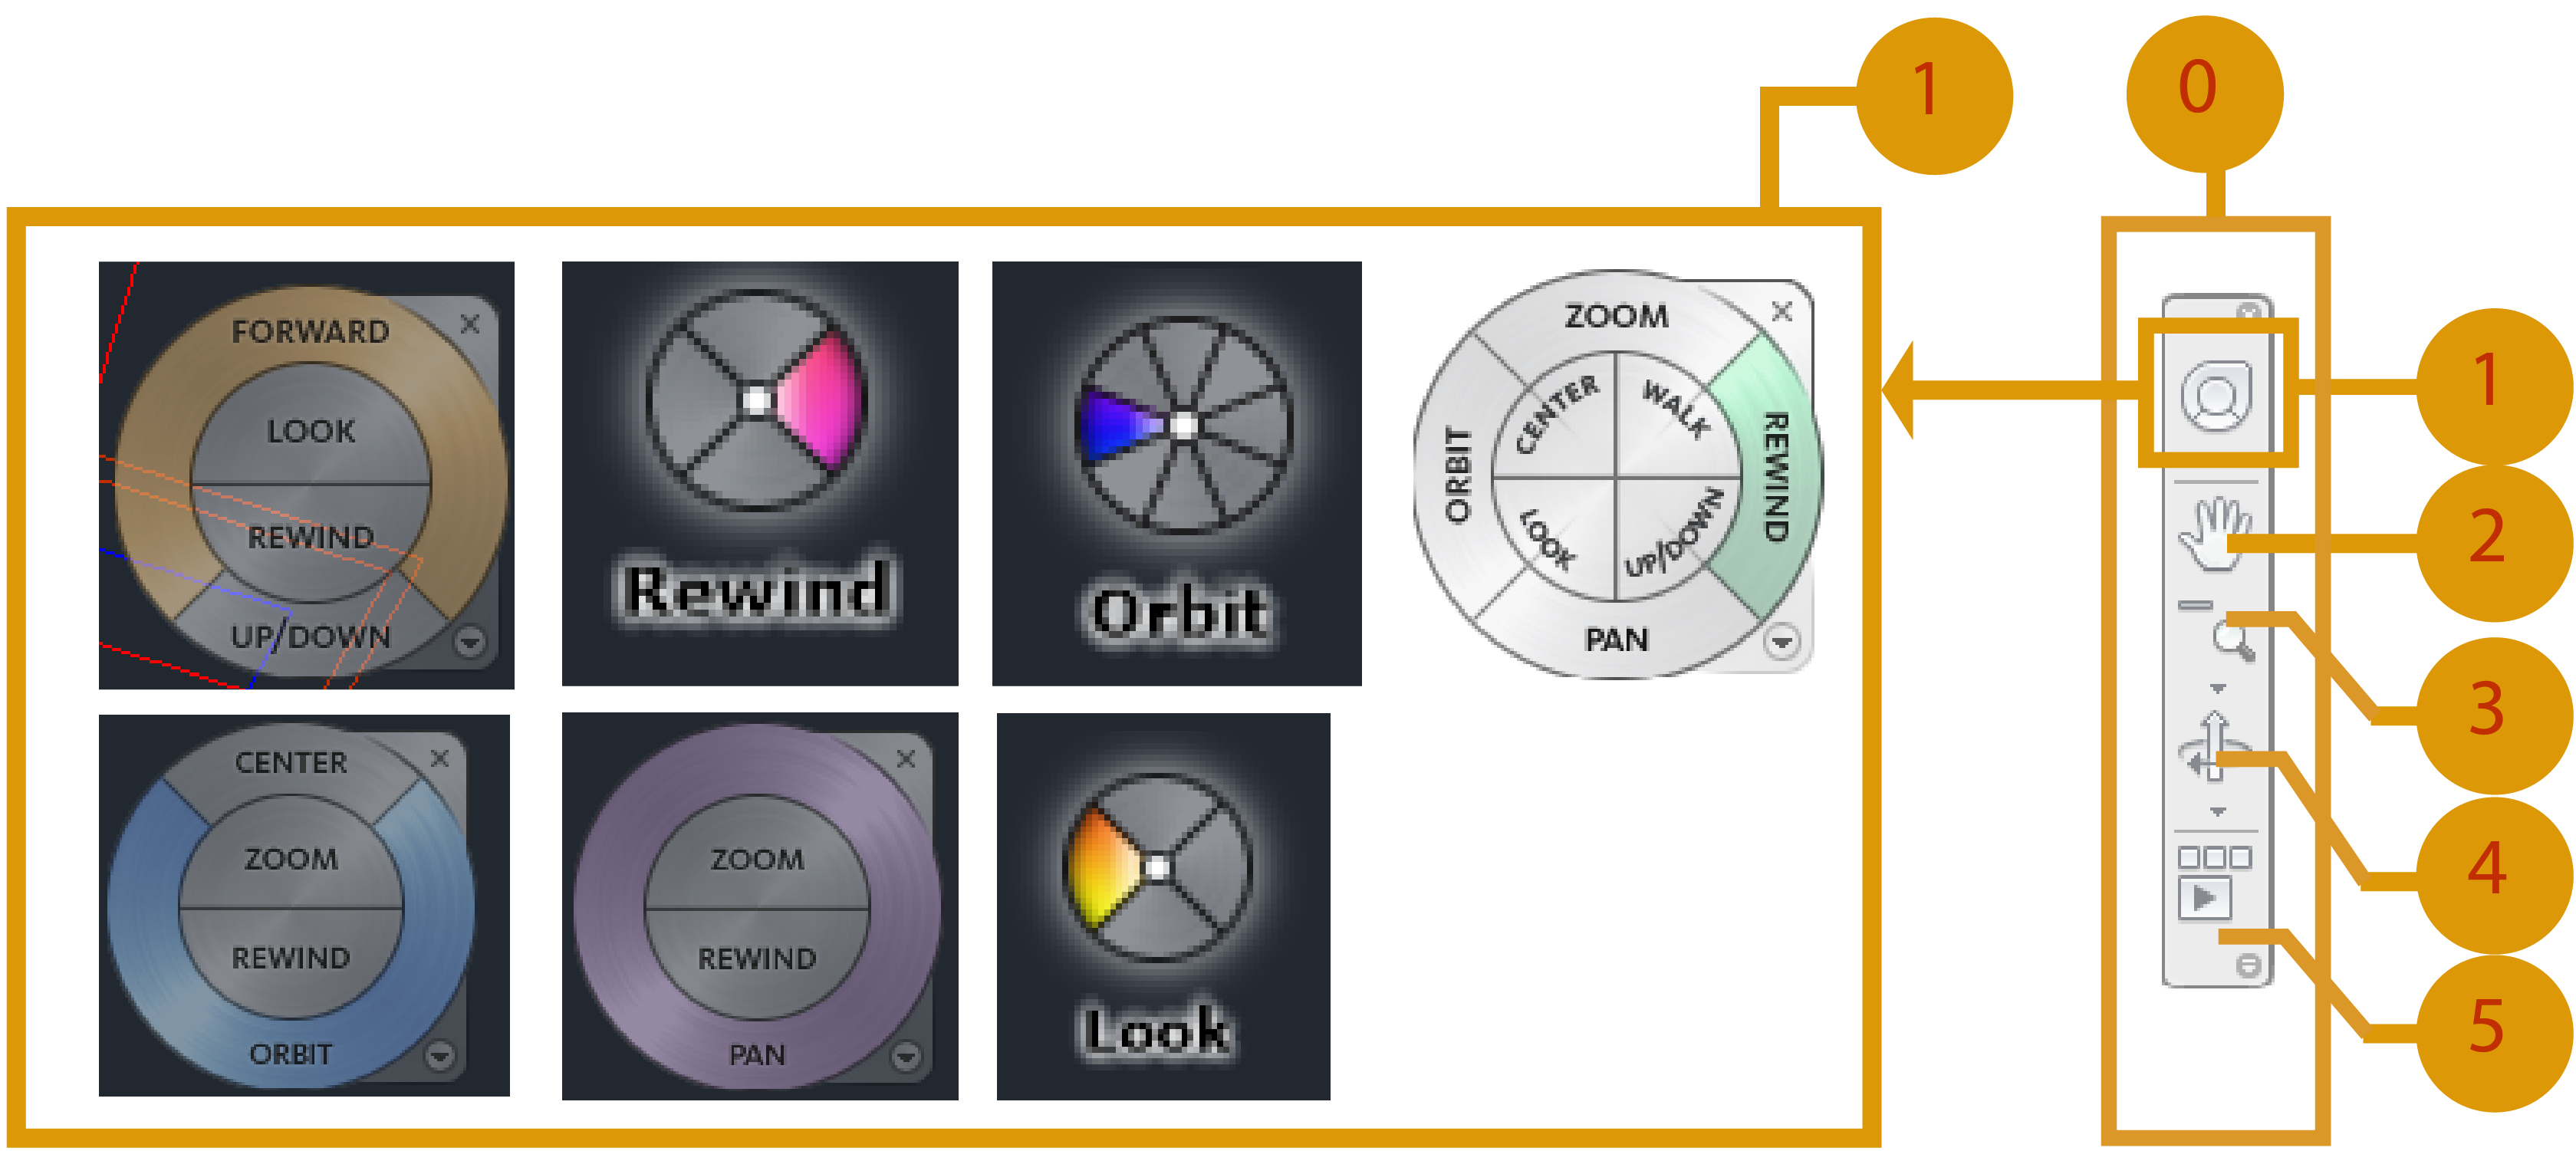 1
0
FORWARD
LOOK
REWIND
UP/DOWN
Rewind
Orbit
ZOOM
CENTER
WALK
ORBIT
REWIND
LOOK
UP/DOWN
PAN
CENTER
ZOOM
REWIND
ORBIT
ZOOM
REWIND
PAN
Look
1
2
3
4
5